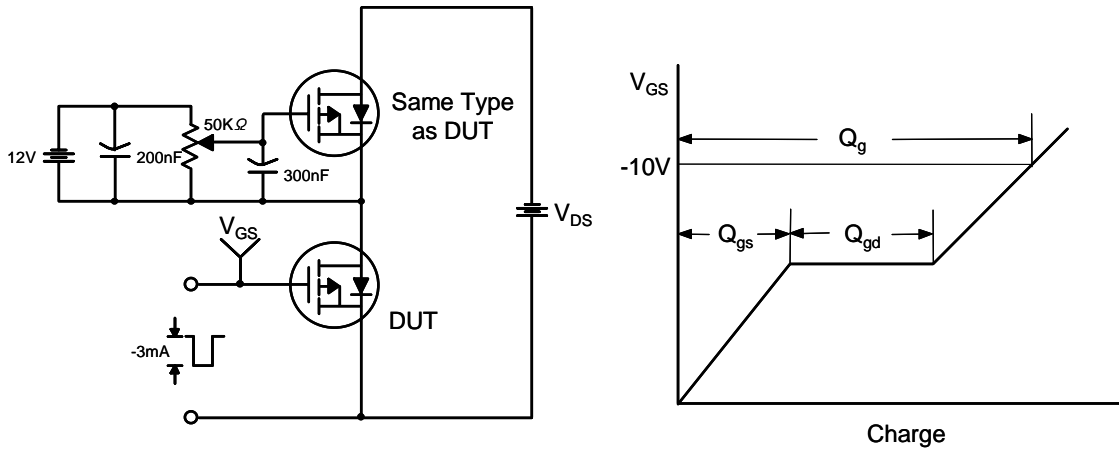 12V
200nF
50KΩ
300nF
Same Type
as DUT
V_DS
V_GS
DUT
-3mA
V_GS
-10V
Q_g
Q_gs
Q_gd
Charge